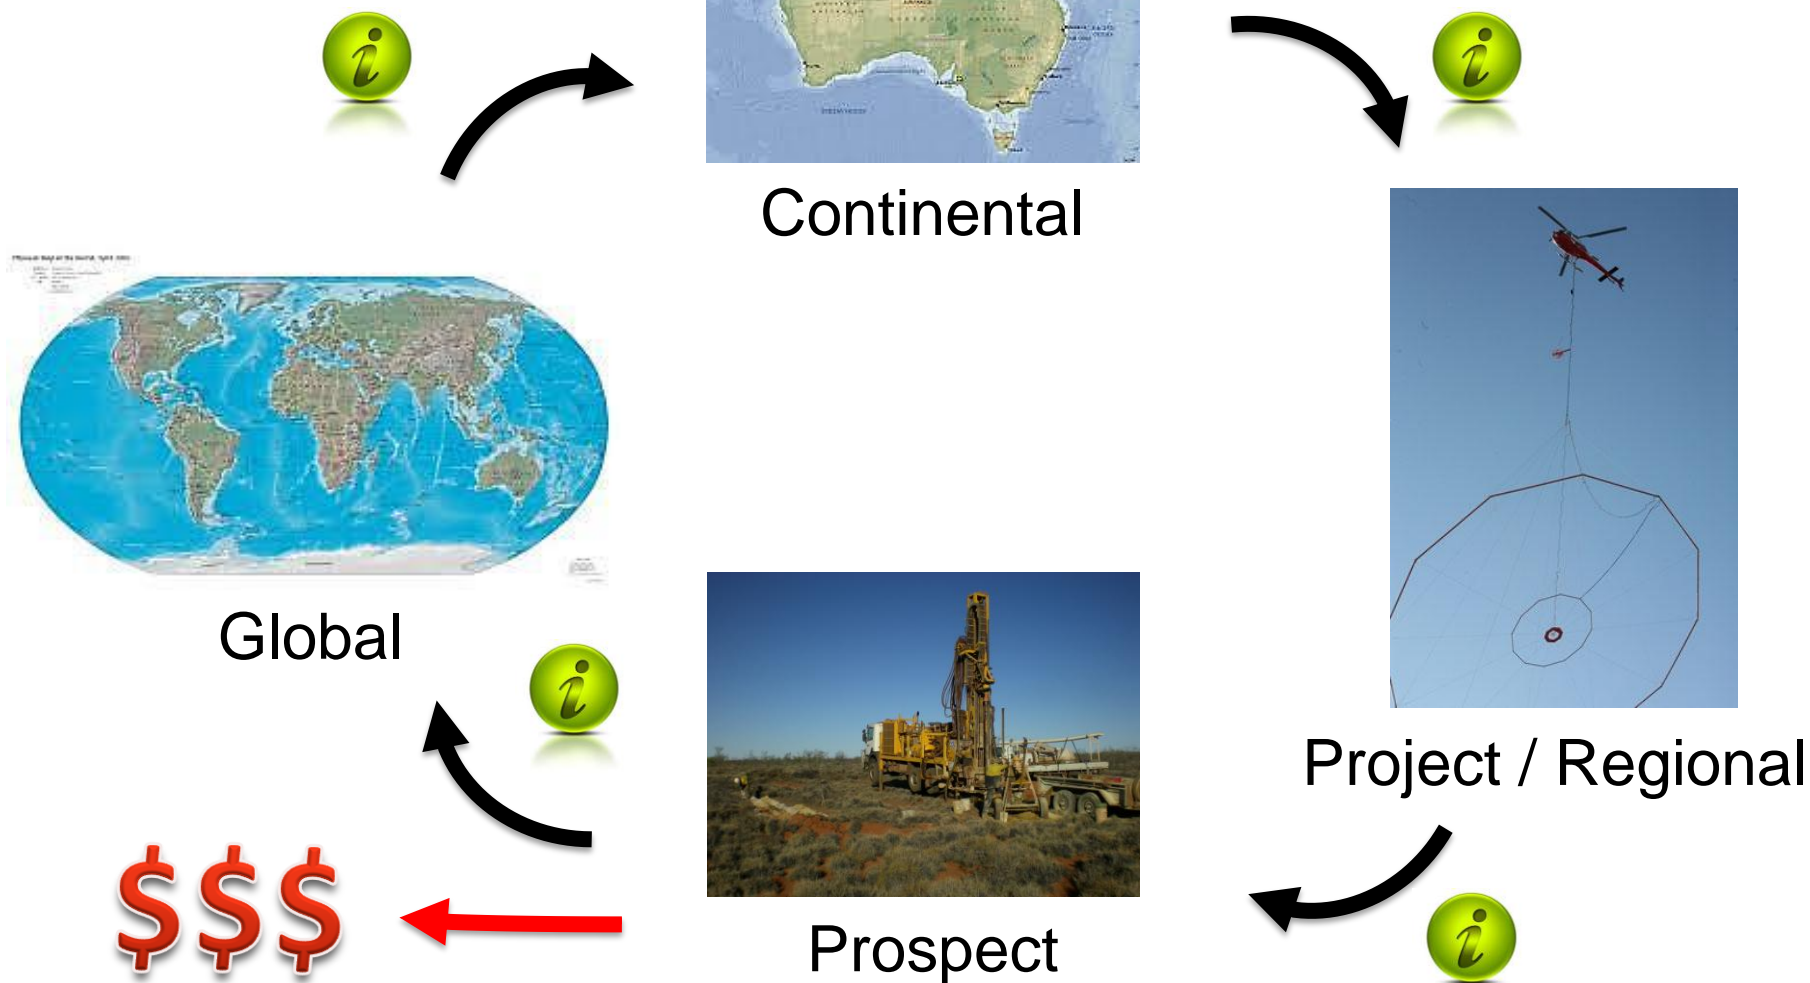 i
i
Continental
Global
i
Project / Regional
$$$
Prospect
i